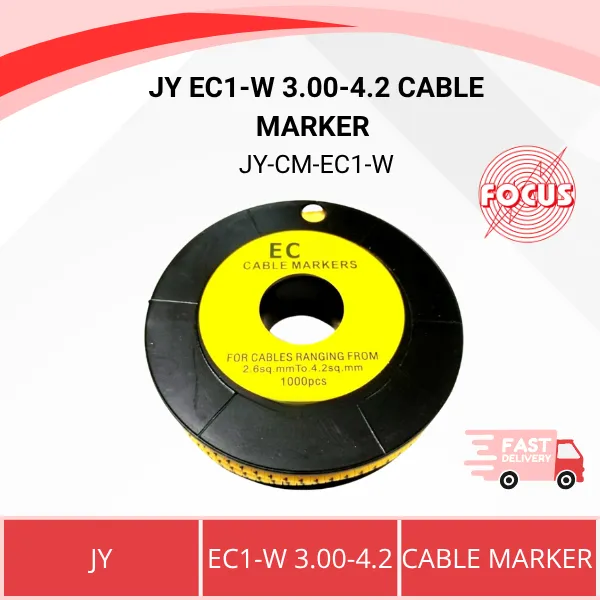 JY EC1-W 3.00-4.2 CABLE
MARKER
JY-CM-EC1-W
FOCUS
EC
CABLE MARKERS
FOR CABLES RANGING FROM
2.6sq.mmTo.4.2sq.mm
1000pcs
FAST
DELIVERY
JY
EC1-W 3.00-4.2
CABLE MARKER